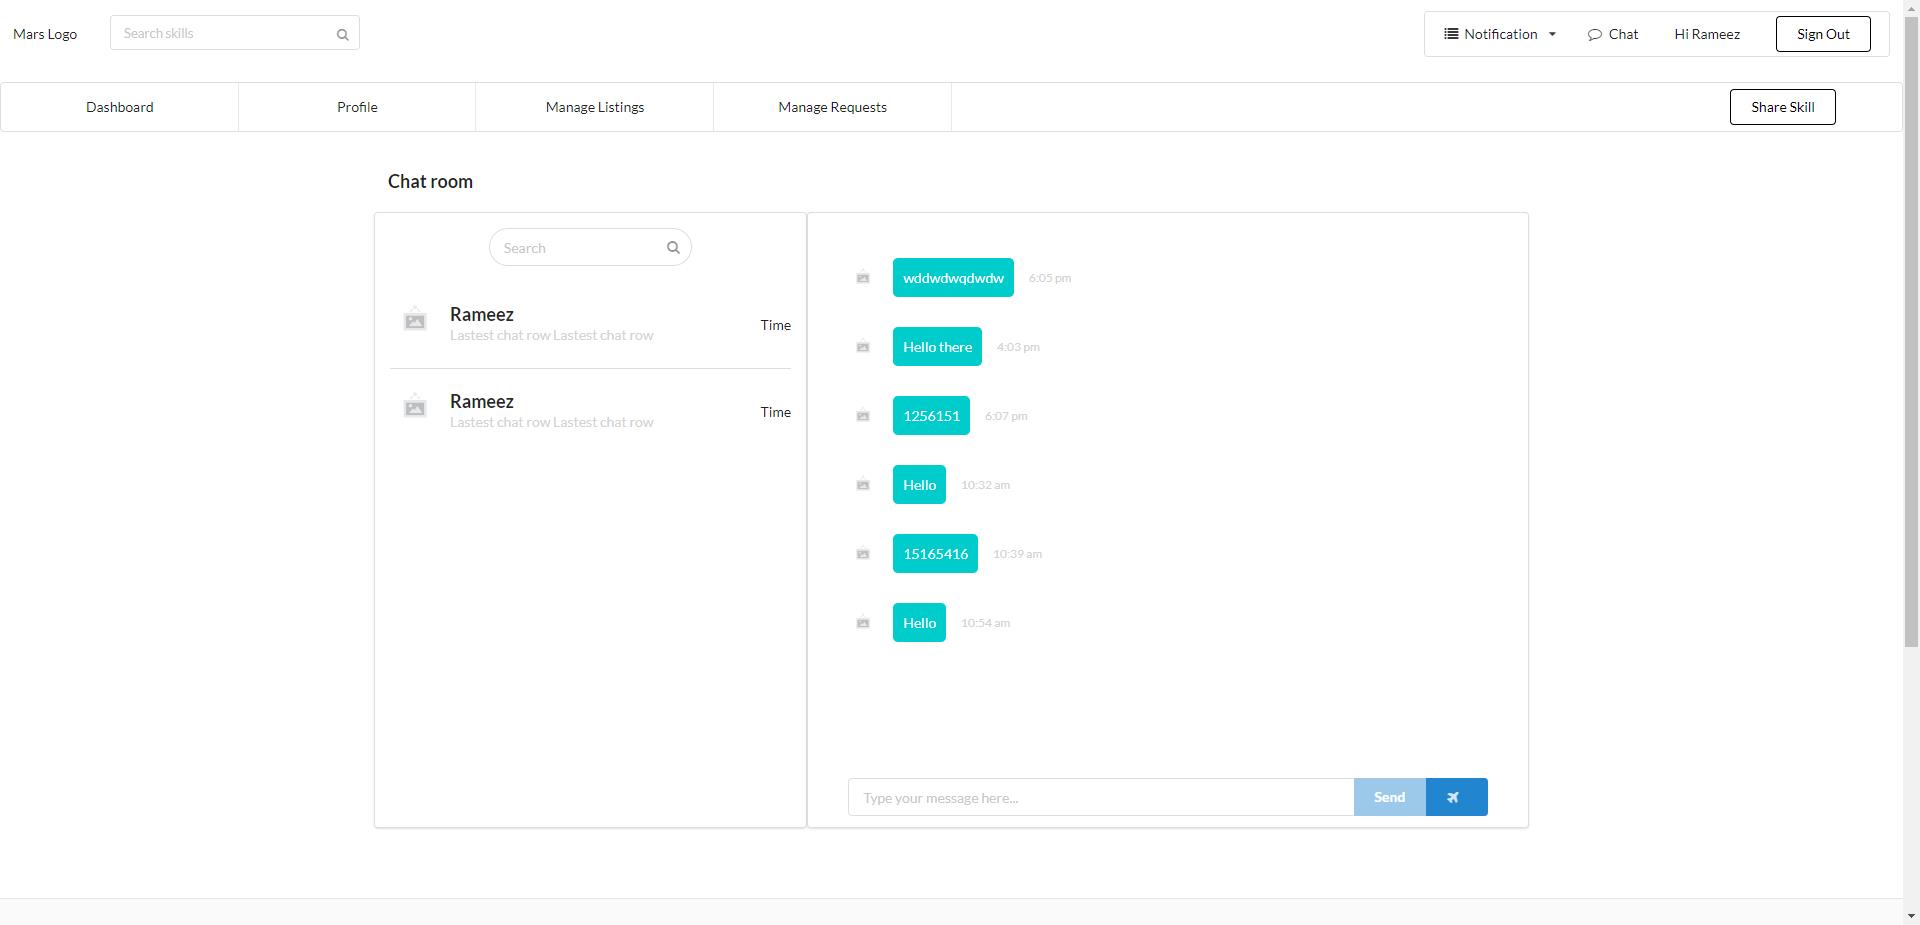 Mars Logo
Search skills
Notification
Chat
Hi Rameez
Sign Out
Dashboard
Profile
Manage Listings
Manage Requests
Share Skill
Chat room
Search
Rameez
Lastest chat row Lastest chat row
Time
Rameez
Lastest chat row Lastest chat row
Time
wddwdwqdwdw 6:05 pm
Hello there 4:03 pm
1256151 6:07 pm
Hello 10:32 am
15165416 10:39 am
Hello 10:54 am
Type your message here...
Send